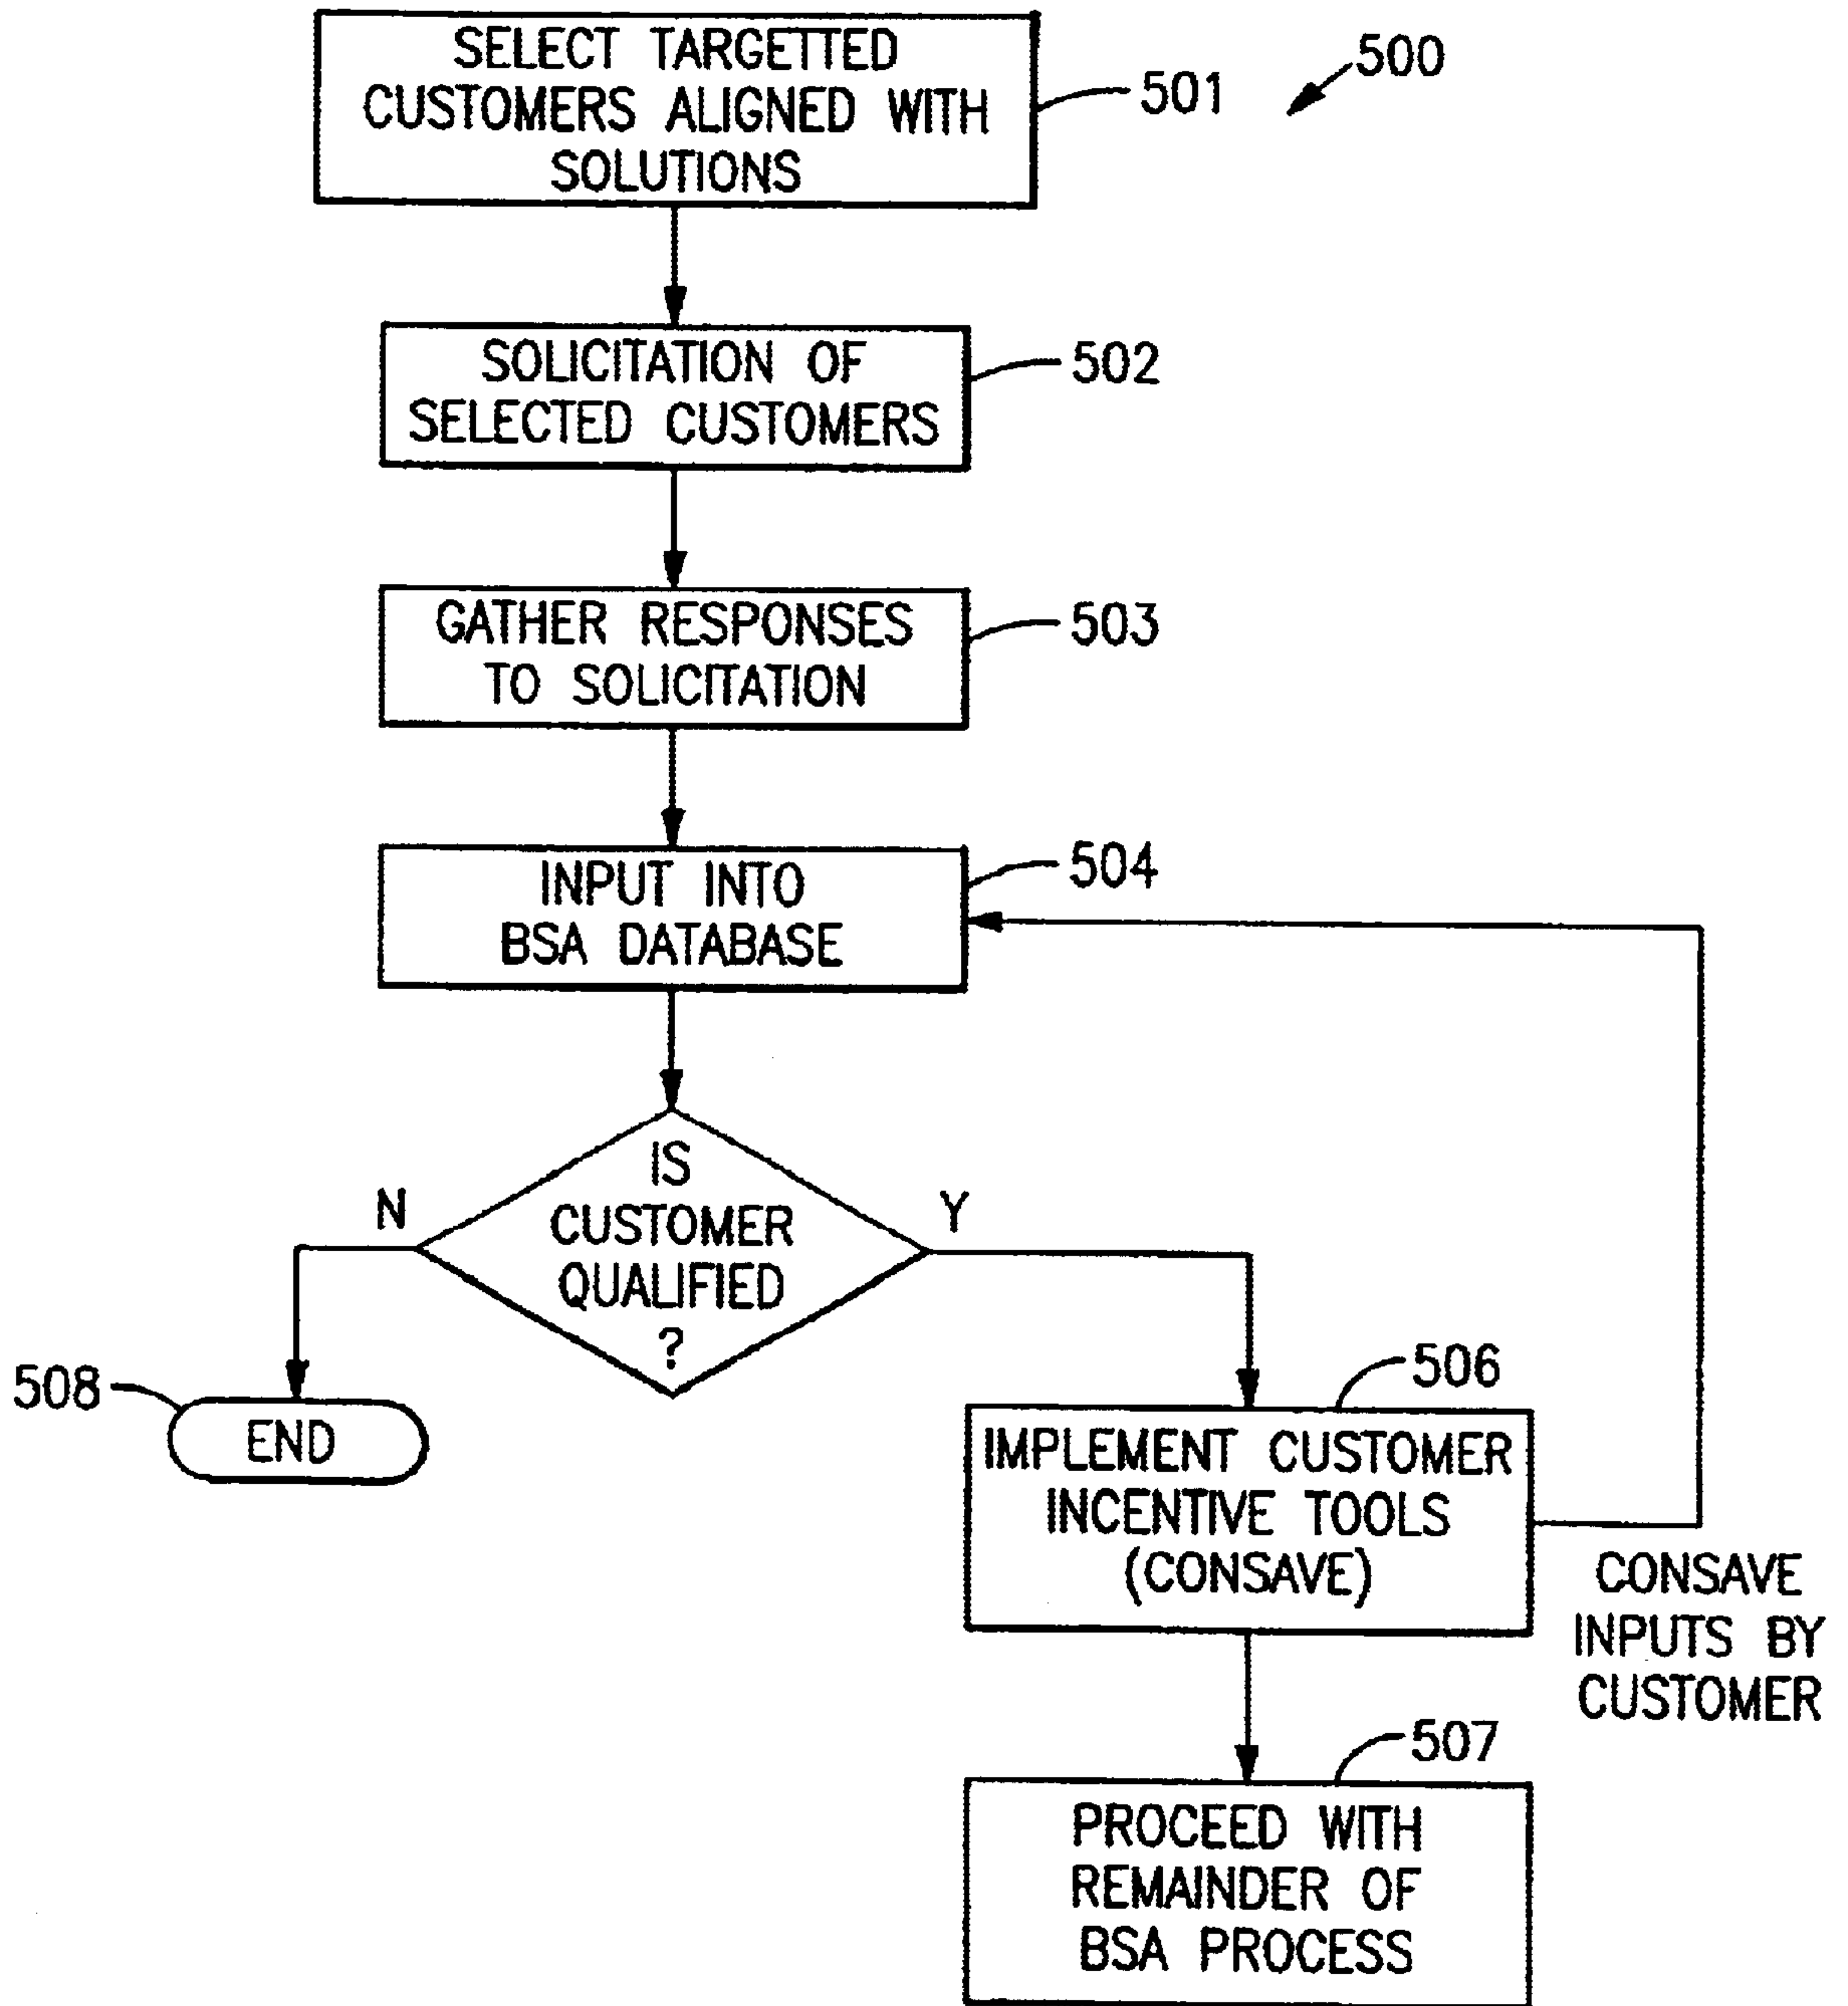 SELECT TARGETTED
CUSTOMERS ALIGNED WITH
SOLUTIONS
501
500
SOLICITATION OF
SELECTED CUSTOMERS
502
GATHER RESPONSES
TO SOLICITATION
503
INPUT INTO
BSA DATABASE
504
IS
CUSTOMER
QUALIFIED
?
N
Y
508
END
506
IMPLEMENT CUSTOMER
INCENTIVE TOOLS
(CONSAVE)
CONSAVE
INPUTS BY
CUSTOMER
507
PROCEED WITH
REMAINDER OF
BSA PROCESS